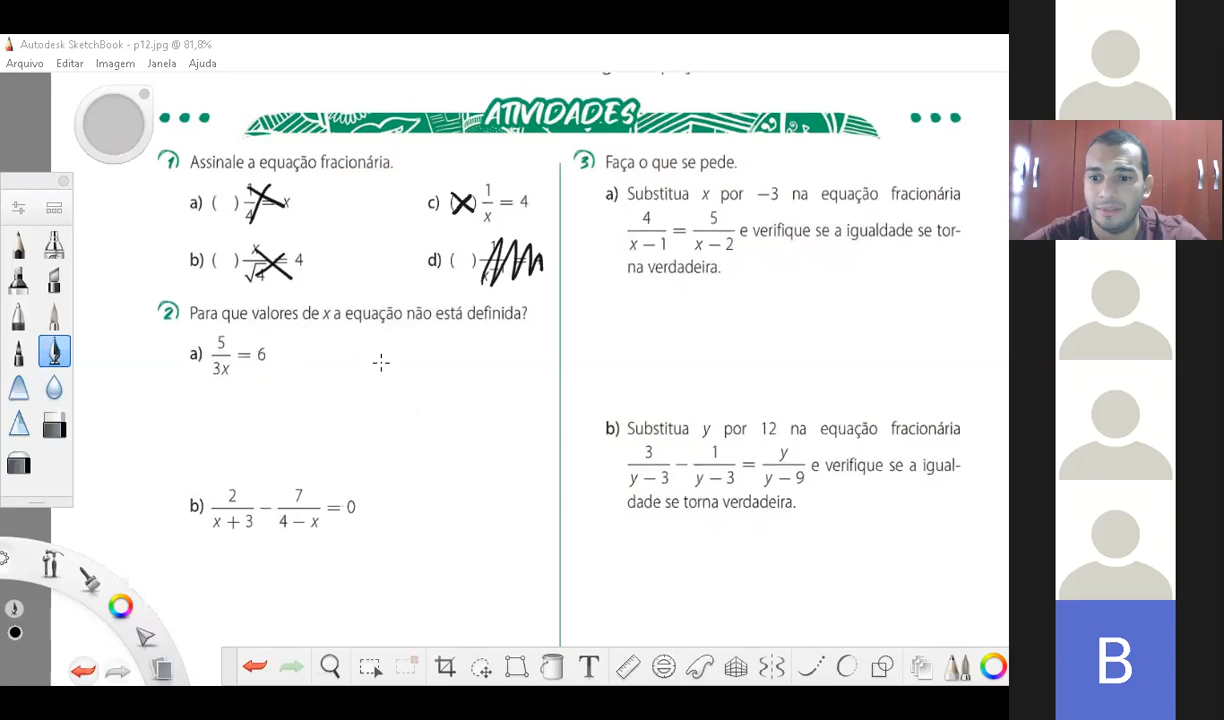 Autodesk SketchBook - p12.jpg @ 81,8%
Arquivo Editar Imagem Janela Ajuda
ATIVIDADES
1 Assinale a equação fracionária.
a) ( ) 1/4 = x
b) ( ) x/√4 = 4
c) (X) 1/x = 4
d) ( )
2 Para que valores de x a equação não está definida?
a) 5/3x = 6
b) 2/(x + 3) − 7/(4 − x) = 0
3 Faça o que se pede.
a) Substitua x por −3 na equação fracionária
4/(x − 1) = 5/(x − 2) e verifique se a igualdade se tor-
na verdadeira.
b) Substitua y por 12 na equação fracionária
3/(y − 3) − 1/(y − 3) = y/(y − 9) e verifique se a igual-
dade se torna verdadeira.
T
B